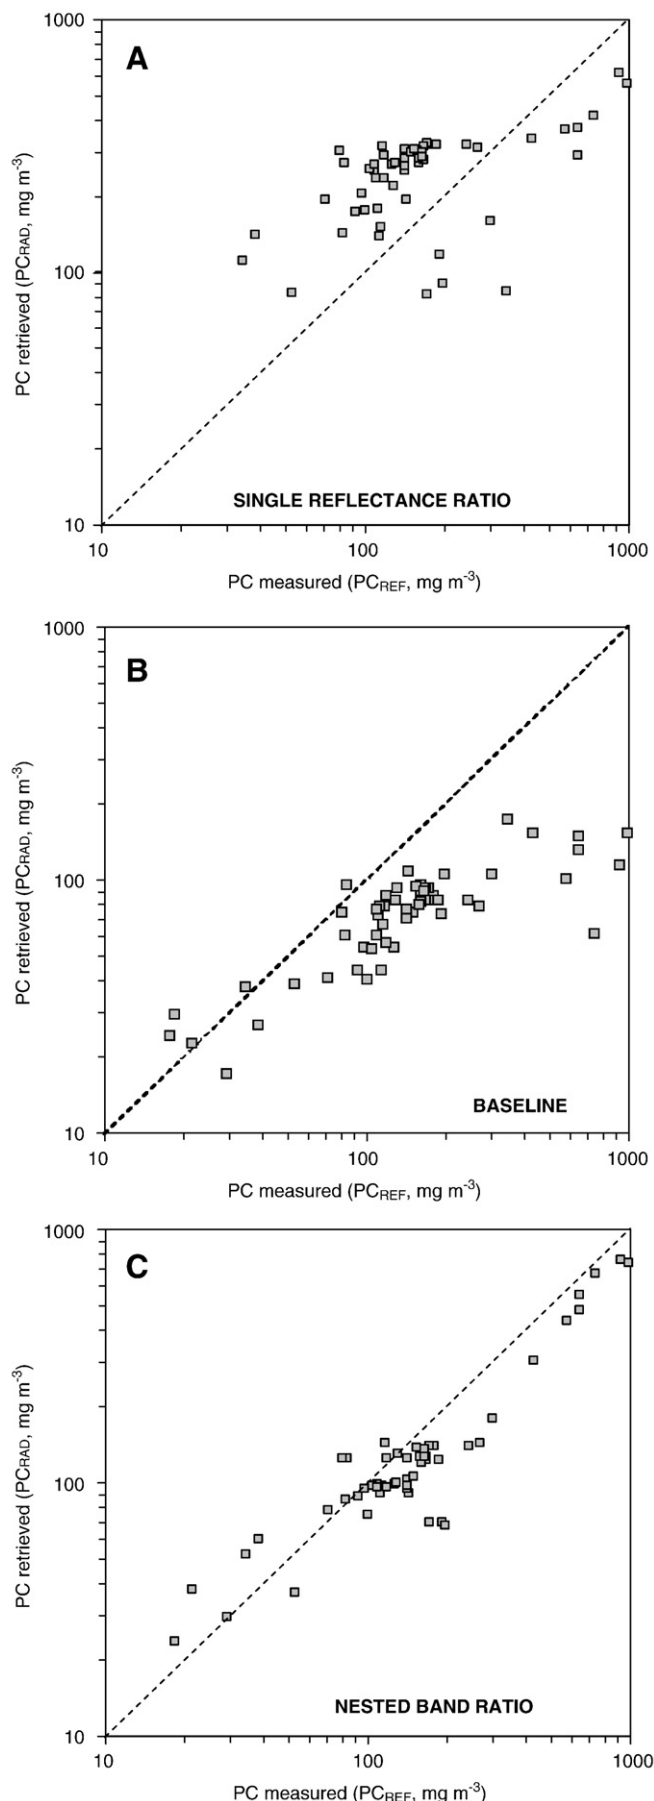 1000
A
PC retrieved (PCRAD, mg m-3)
100
SINGLE REFLECTANCE RATIO
10
10
100
1000
PC measured (PCREF, mg m-3)
1000
B
PC retrieved (PCRAD, mg m-3)
100
BASELINE
10
10
100
1000
PC measured (PCREF, mg m-3)
1000
C
PC retrieved (PCRAD, mg m-3)
100
NESTED BAND RATIO
10
10
100
1000
PC measured (PCREF, mg m-3)